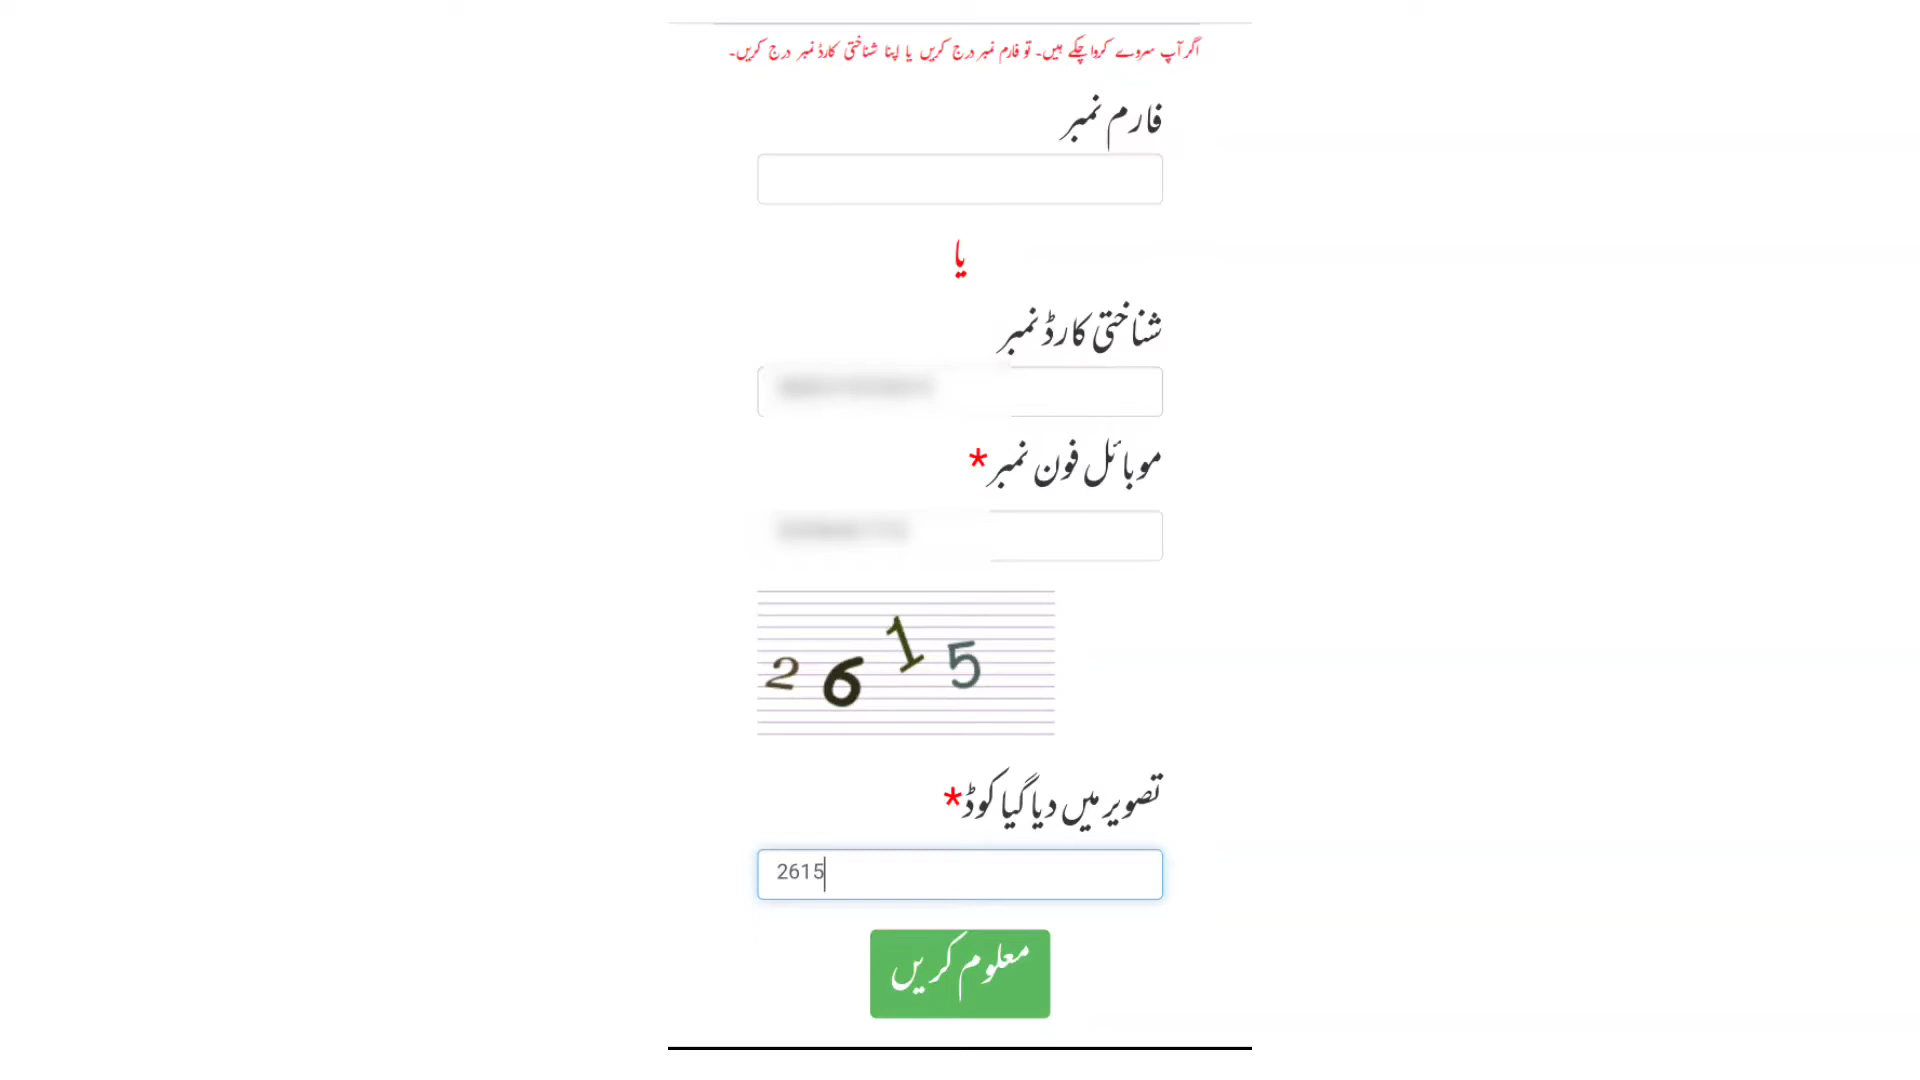 اگر آپ سروے کروا چکے ہیں۔ تو فارم نمبر درج کریں یا اپنا شناختی کارڈ نمبر درج کریں۔
فارم نمبر
یا
شناختی کارڈ نمبر
موبائل فون نمبر*
2615
تصویر میں دیا گیا کوڈ*
2615
معلوم کریں